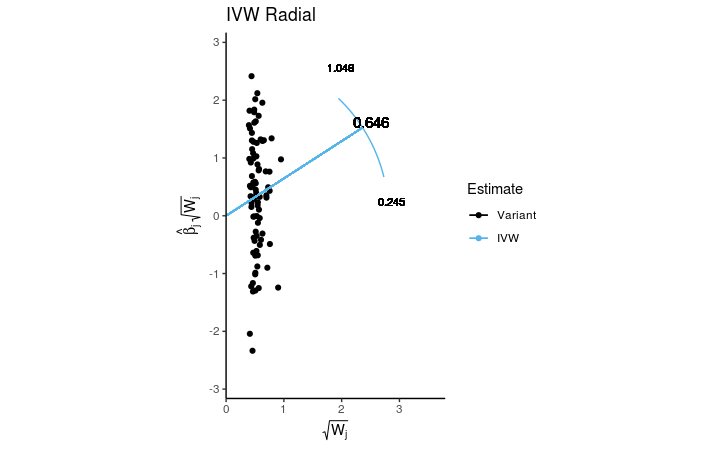 IVW Radial
3
2
1
0
-1
-2
-3
β̂ⱼ√Wⱼ
1.048
0.646
0.245
0
1
2
3
√Wⱼ
Estimate
Variant
IVW